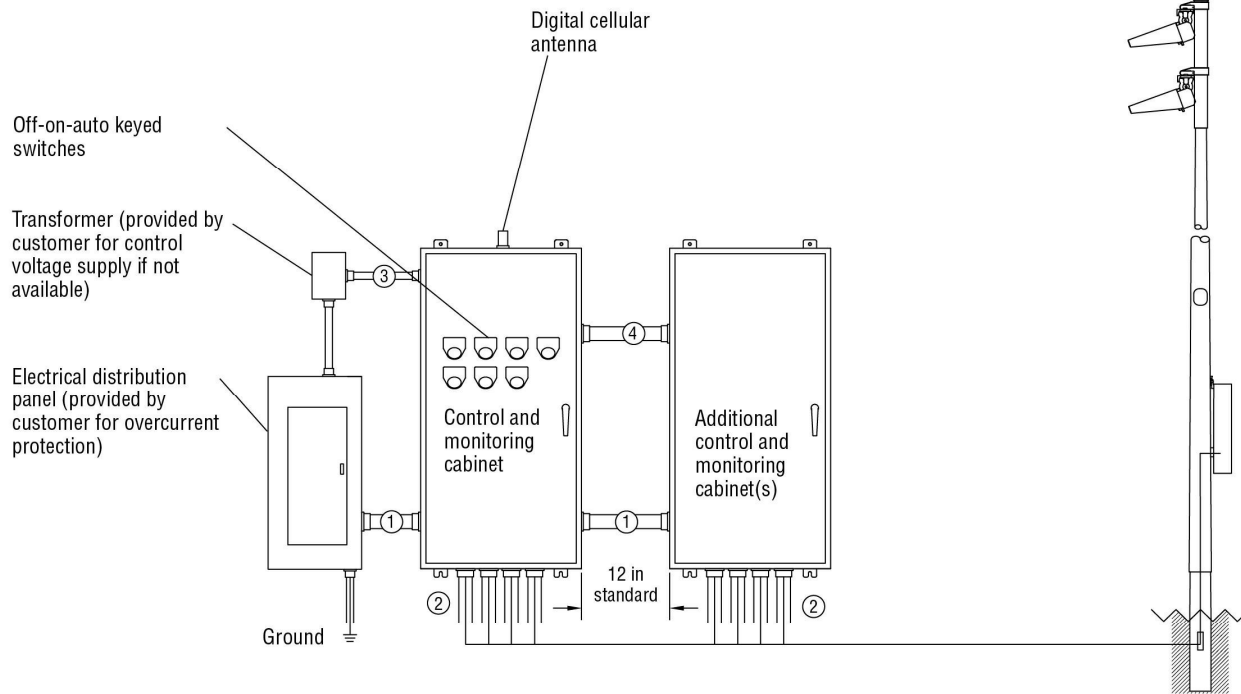 Digital cellular
antenna
Off-on-auto keyed
switches
Transformer (provided by
customer for control
voltage supply if not
available)
3
4
Electrical distribution
panel (provided by
customer for overcurrent
protection)
Control and
monitoring
cabinet
Additional
control and
monitoring
cabinet(s)
1
1
2
12 in
standard
2
Ground